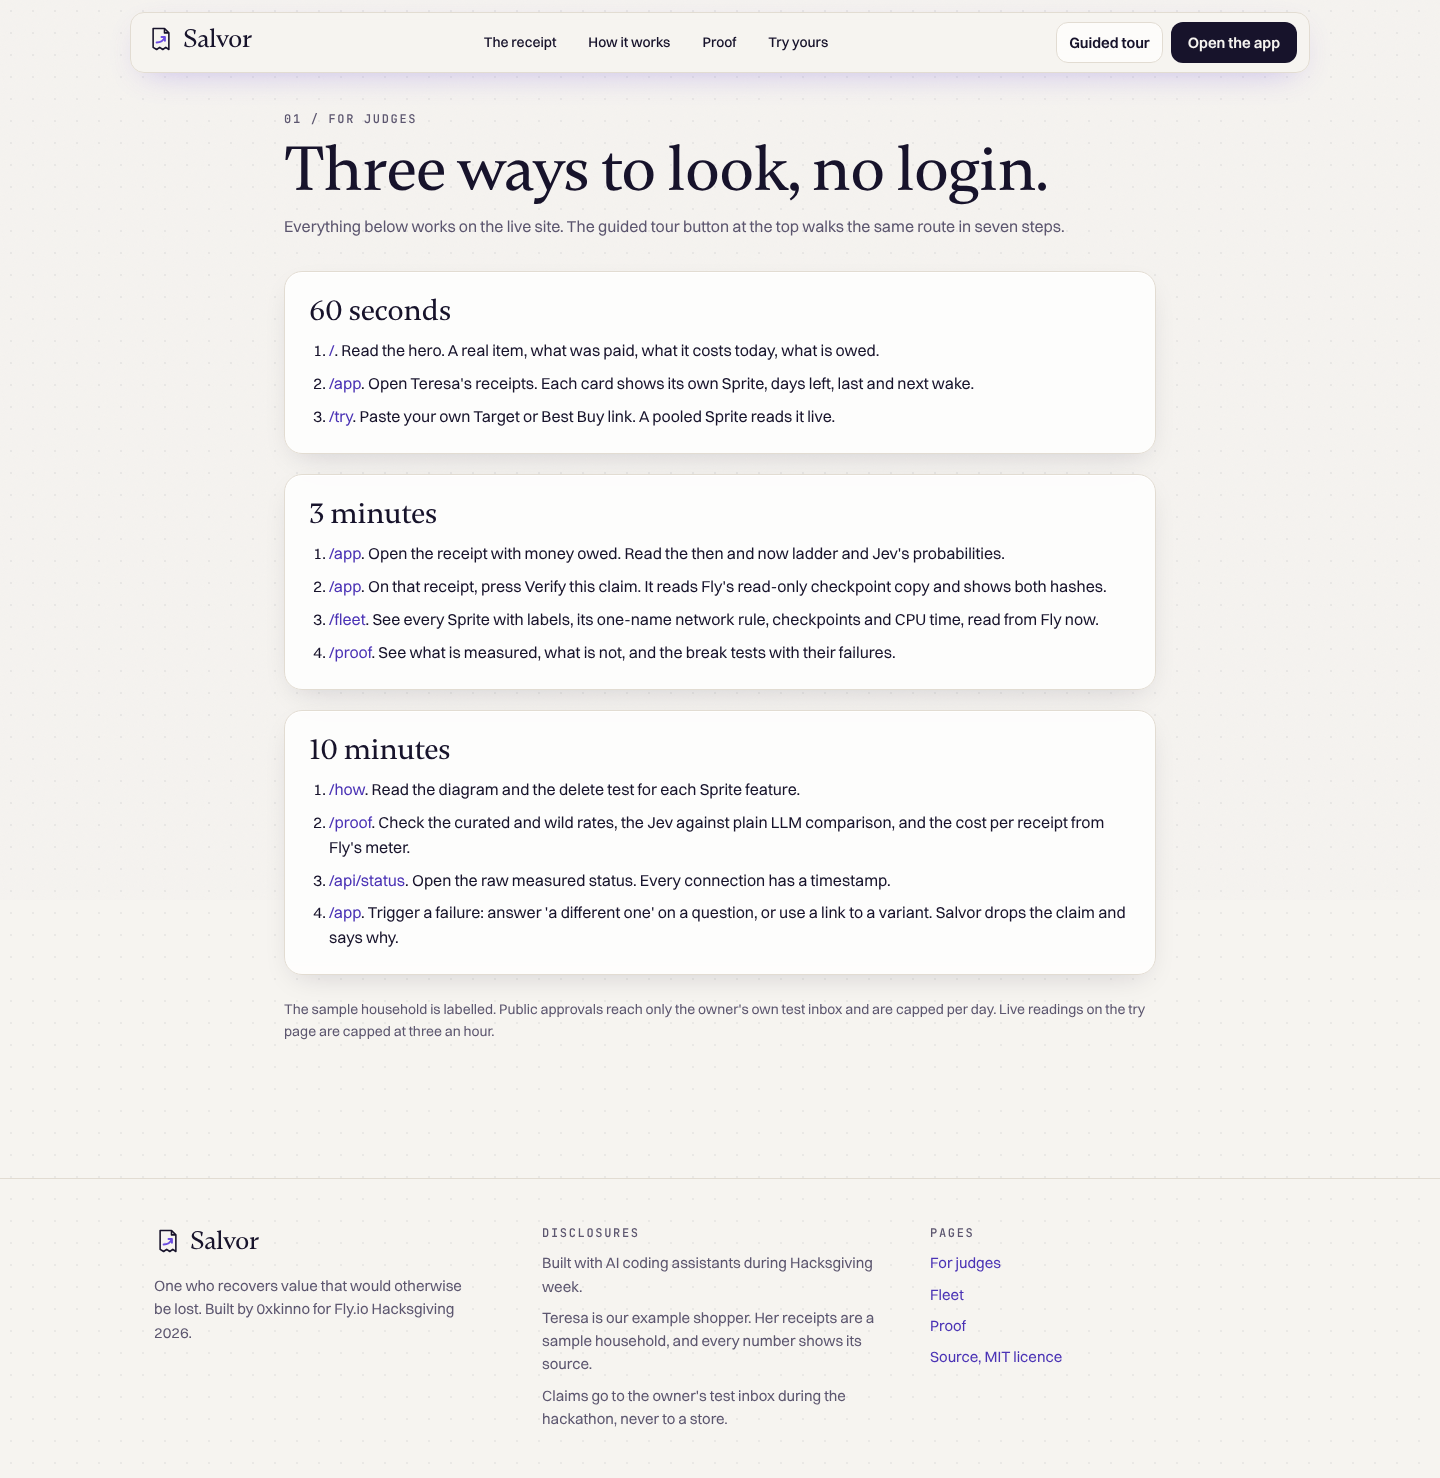 Salvor
The receipt
How it works
Proof
Try yours
Guided tour
Open the app
01 / FOR JUDGES
Three ways to look, no login.
Everything below works on the live site. The guided tour button at the top walks the same route in seven steps.
60 seconds
1. /. Read the hero. A real item, what was paid, what it costs today, what is owed.
2. /app. Open Teresa's receipts. Each card shows its own Sprite, days left, last and next wake.
3. /try. Paste your own Target or Best Buy link. A pooled Sprite reads it live.
3 minutes
1. /app. Open the receipt with money owed. Read the then and now ladder and Jev's probabilities.
2. /app. On that receipt, press Verify this claim. It reads Fly's read-only checkpoint copy and shows both hashes.
3. /fleet. See every Sprite with labels, its one-name network rule, checkpoints and CPU time, read from Fly now.
4. /proof. See what is measured, what is not, and the break tests with their failures.
10 minutes
1. /how. Read the diagram and the delete test for each Sprite feature.
2. /proof. Check the curated and wild rates, the Jev against plain LLM comparison, and the cost per receipt from
Fly's meter.
3. /api/status. Open the raw measured status. Every connection has a timestamp.
4. /app. Trigger a failure: answer 'a different one' on a question, or use a link to a variant. Salvor drops the claim and
says why.
The sample household is labelled. Public approvals reach only the owner's own test inbox and are capped per day. Live readings on the try
page are capped at three an hour.
Salvor
One who recovers value that would otherwise
be lost. Built by 0xkinno for Fly.io Hacksgiving
2026.
DISCLOSURES
Built with AI coding assistants during Hacksgiving
week.
Teresa is our example shopper. Her receipts are a
sample household, and every number shows its
source.
Claims go to the owner's test inbox during the
hackathon, never to a store.
PAGES
For judges
Fleet
Proof
Source, MIT licence